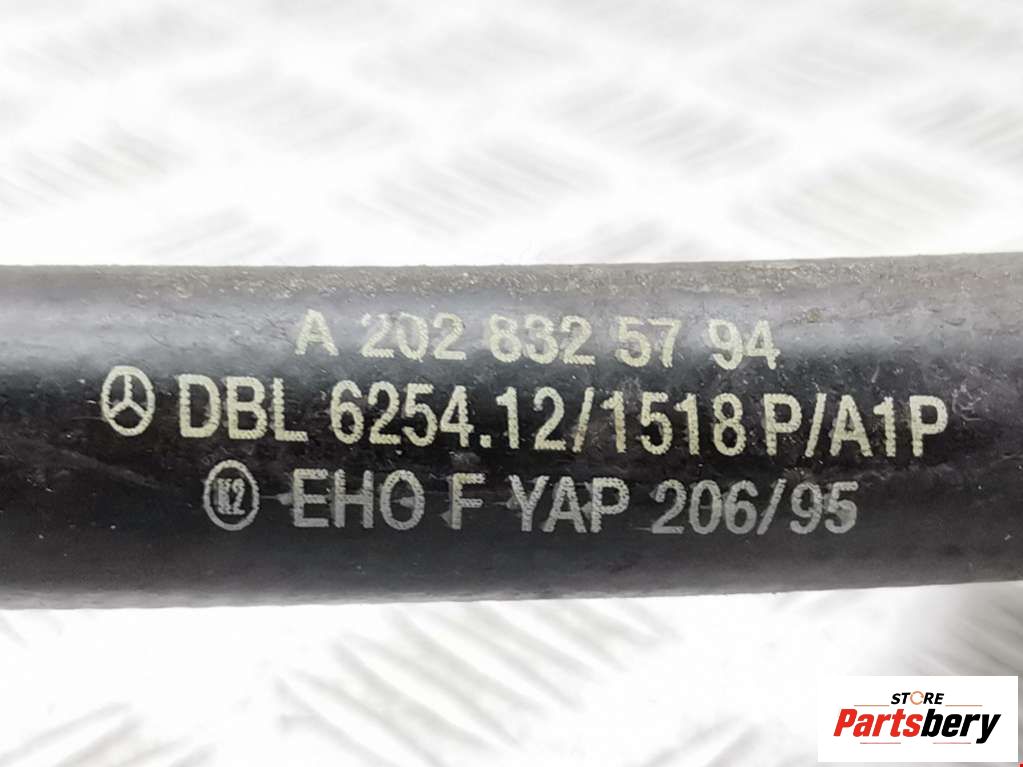 A 202 832 57 94
DBL 6254.12/1518 P/A1P
EHO F YAP 206/95
STORE
Partsbery